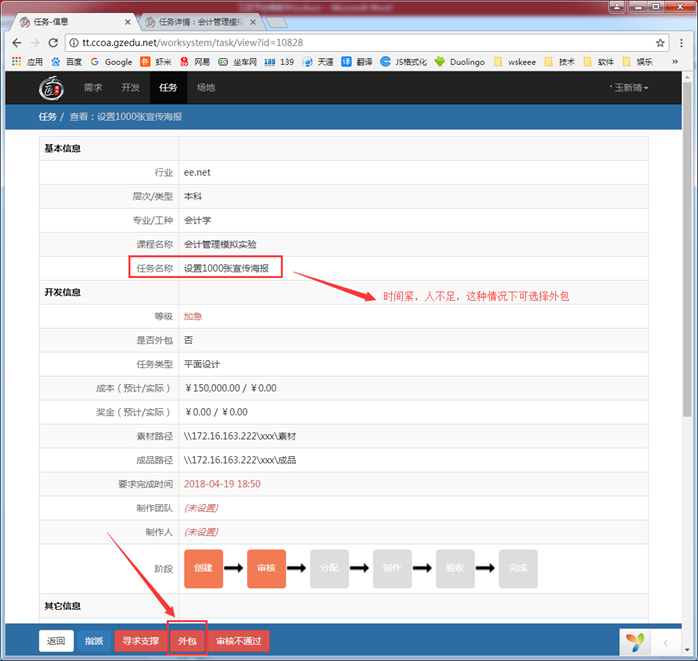 任务-信息
任务详情：会计管理模拟
tt.ccoa.gzedu.net/worksystem/task/view?id=10828
应用 百度 Google 虾米 网易 坐车网 139 天涯 翻译 JS格式化 Duolingo wskeee 技术 软件 娱乐 »
需求 开发 任务 场地 玉新靖
任务 / 查看：设置1000张宣传海报
基本信息
行业 ee.net
层次/类型 本科
专业/工种 会计学
课程名称 会计管理模拟实验
任务名称 设置1000张宣传海报
时间紧，人不足，这种情况下可选择外包
开发信息
等级 加急
是否外包 否
任务类型 平面设计
成本（预计/实际） ￥150,000.00 / ￥0.00
奖金（预计/实际） ￥0.00 / ￥0.00
素材路径 \\172.16.163.222\xxx\素材
成品路径 \\172.16.163.222\xxx\成品
要求完成时间 2018-04-19 18:50
制作团队 (未设置)
制作人 (未设置)
阶段 创建 审核 分配 制作 验收 完成
其它信息
返回 指派 寻求支撑 外包 审核不通过